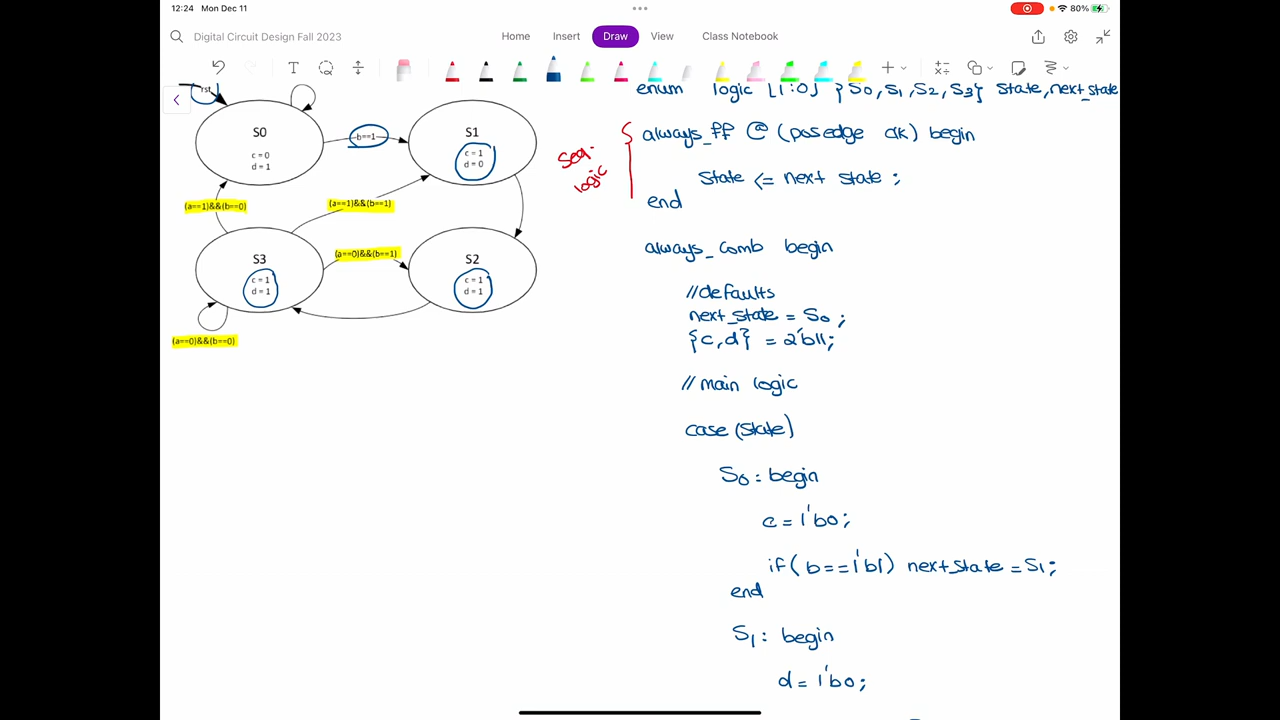 12:24 Mon Dec 11
80%
Digital Circuit Design Fall 2023
Home Insert Draw View Class Notebook
rst
S0
c = 0
d = 1
b==1
S1
c = 1
d = 0
(a==1)&&(b==0)
(a==1)&&(b==1)
S3
c = 1
d = 1
(a==0)&&(b==1)
S2
c = 1
d = 1
(a==0)&&(b==0)
enum logic [1:0] {S0,S1,S2,S3} state,next_state
seq.
logic
always_ff @ (posedge clk) begin
state <= next state ;
end
always_comb begin
//defaults
next_state = S0 ;
{c,d} = 2'b11;
// main logic
case (state)
S0 : begin
c = 1'b0;
if( b==1'b1) next_state = S1;
end
S1 : begin
d = 1'b0;